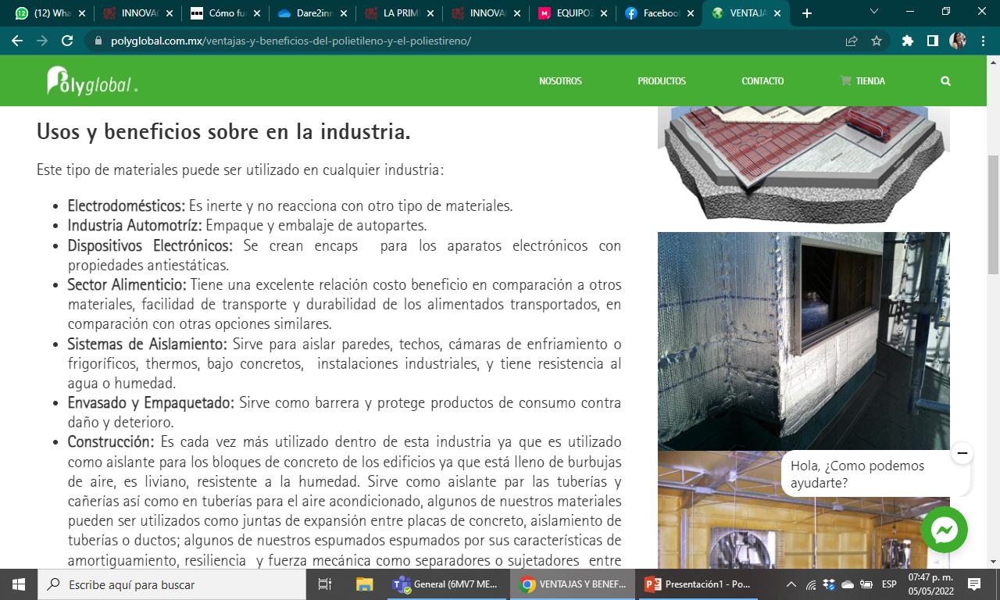 (12) Wha
INNOVAC
Cómo fu
Dare2inn
LA PRIM
INNOVAC
EQUIPO3
Facebook
VENTAJA
polyglobal.com.mx/ventajas-y-beneficios-del-polietileno-y-el-poliestireno/
Polyglobal.
NOSOTROS
PRODUCTOS
CONTACTO
TIENDA
Usos y beneficios sobre en la industria.
Este tipo de materiales puede ser utilizado en cualquier industria:
• Electrodomésticos: Es inerte y no reacciona con otro tipo de materiales.
• Industria Automotríz: Empaque y embalaje de autopartes.
• Dispositivos Electrónicos: Se crean encaps para los aparatos electrónicos con
propiedades antiestáticas.
• Sector Alimenticio: Tiene una excelente relación costo beneficio en comparación a otros
materiales, facilidad de transporte y durabilidad de los alimentados transportados, en
comparación con otras opciones similares.
• Sistemas de Aislamiento: Sirve para aislar paredes, techos, cámaras de enfriamiento o
frigoríficos, thermos, bajo concretos, instalaciones industriales, y tiene resistencia al
agua o humedad.
• Envasado y Empaquetado: Sirve como barrera y protege productos de consumo contra
daño y deterioro.
• Construcción: Es cada vez más utilizado dentro de esta industria ya que es utilizado
como aislante para los bloques de concreto de los edificios ya que está lleno de burbujas
de aire, es liviano, resistente a la humedad. Sirve como aislante par las tuberías y
cañerías así como en tuberías para el aire acondicionado, algunos de nuestros materiales
pueden ser utilizados como juntas de expansión entre placas de concreto, aislamiento de
tuberías o ductos; algunos de nuestros espumados espumados por sus características de
amortiguamiento, resiliencia y fuerza mecánica como separadores o sujetadores entre
Hola, ¿Como podemos
ayudarte?
Escribe aquí para buscar
General (6MV7 ME...
VENTAJAS Y BENEF...
Presentación1 - Po...
ESP
07:47 p. m.
05/05/2022